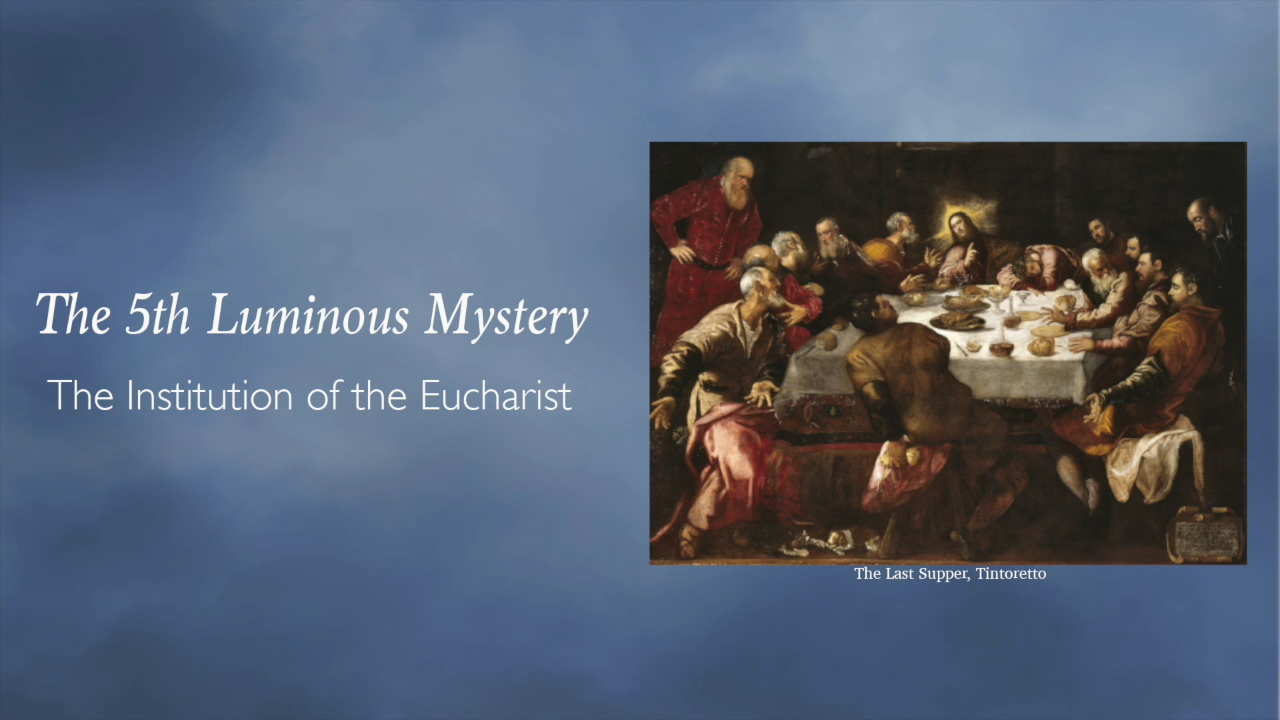 The 5th Luminous Mystery
The Institution of the Eucharist
The Last Supper, Tintoretto